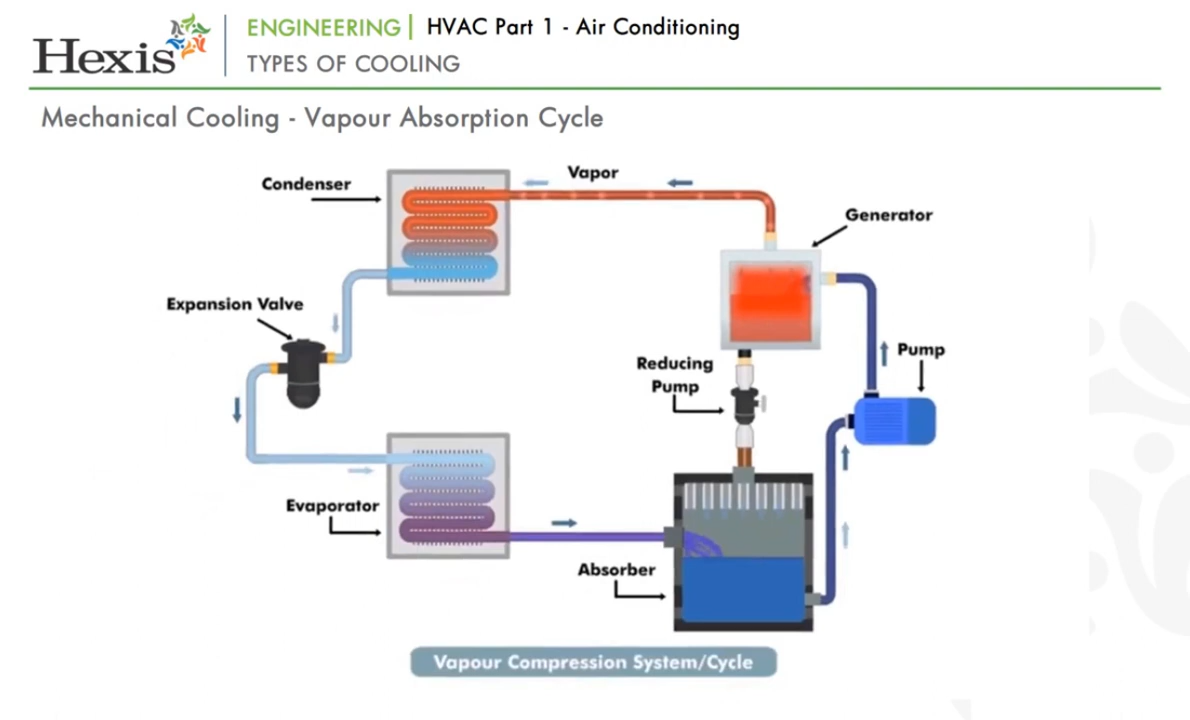 Hexis
ENGINEERING| HVAC Part 1 - Air Conditioning
TYPES OF COOLING
Mechanical Cooling - Vapour Absorption Cycle
Condenser
Vapor
Generator
Expansion Valve
Pump
Reducing
Pump
Evaporator
Absorber
Vapour Compression System/Cycle